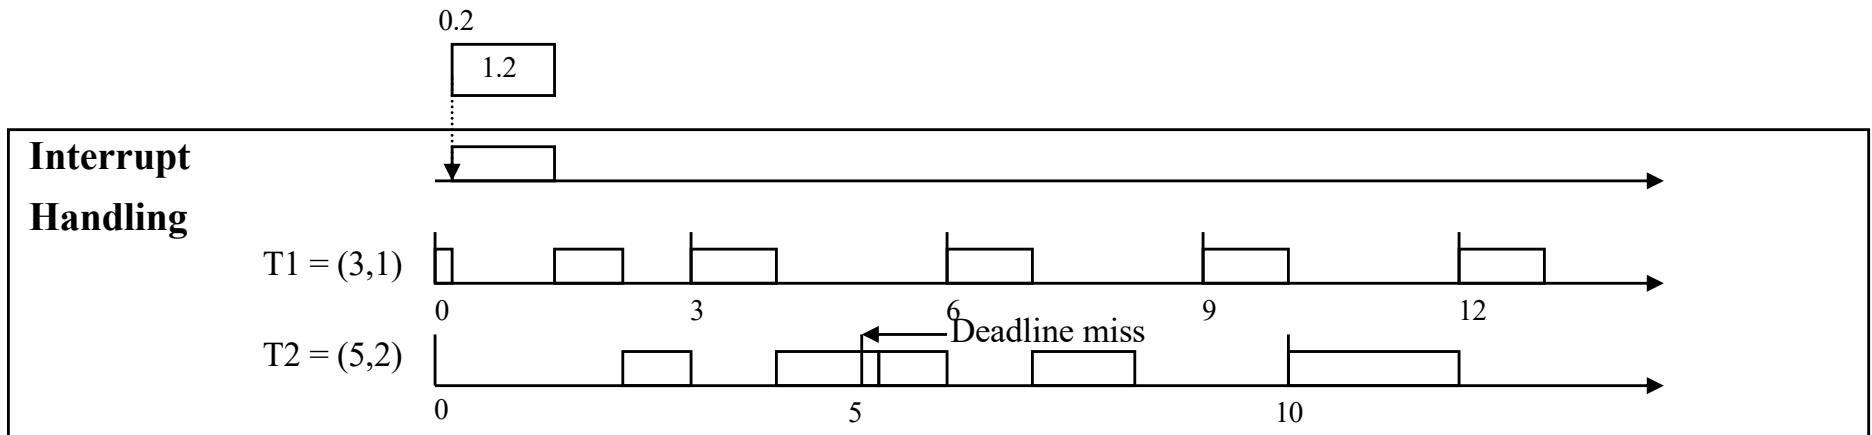 0.2
1.2
Interrupt
Handling
T1 = (3,1)
0 3 6 9 12
Deadline miss
T2 = (5,2)
0 5 10